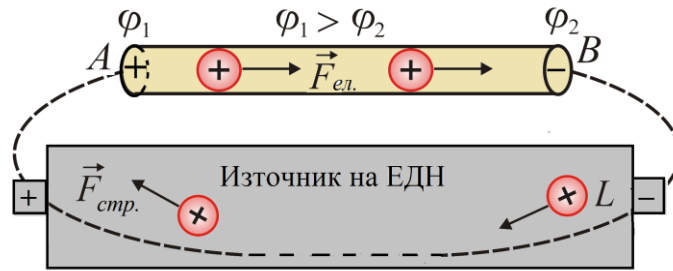 φ₁ φ₁ > φ₂ φ₂
A + + F⃗ел. + − B
+ F⃗стр. + Източник на ЕДН + L −